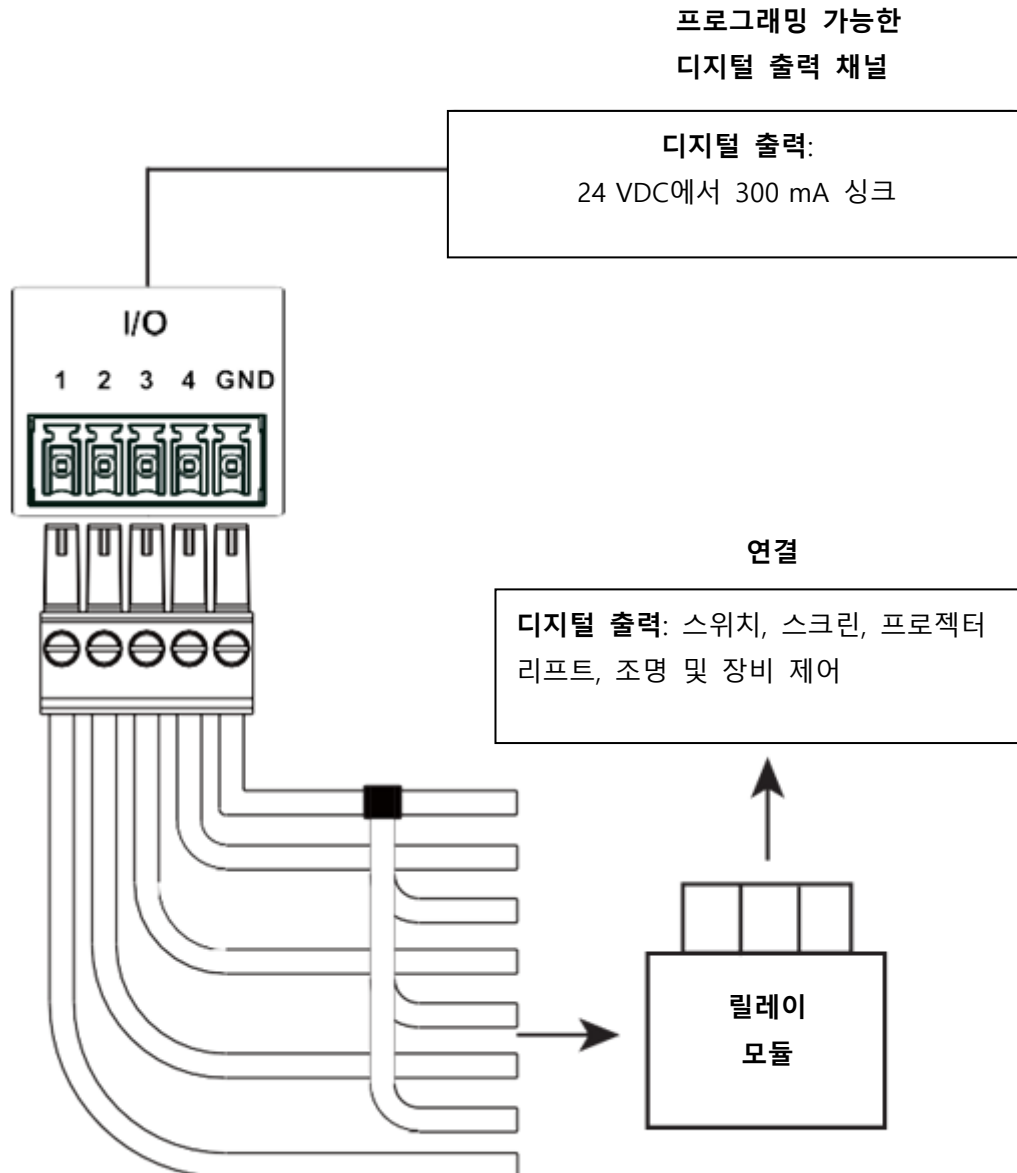 프로그래밍 가능한
디지털 출력 채널
디지털 출력:
24 VDC에서 300 mA 싱크
I/O
1 2 3 4 GND
연결
디지털 출력: 스위치, 스크린, 프로젝터
리프트, 조명 및 장비 제어
릴레이
모듈